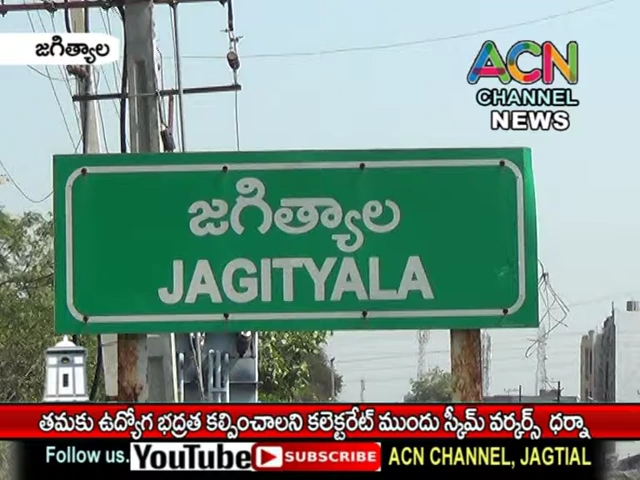 జగిత్యాల
ACN
CHANNEL
NEWS
జగిత్యాల
JAGITYALA
తమకు ఉద్యోగ భద్రత కల్పించాలని కలెక్టరేట్ ముందు స్కీమ్ వర్కర్స్ ధర్నా
Follow us. YouTube SUBSCRIBE ACN CHANNEL, JAGTIAL